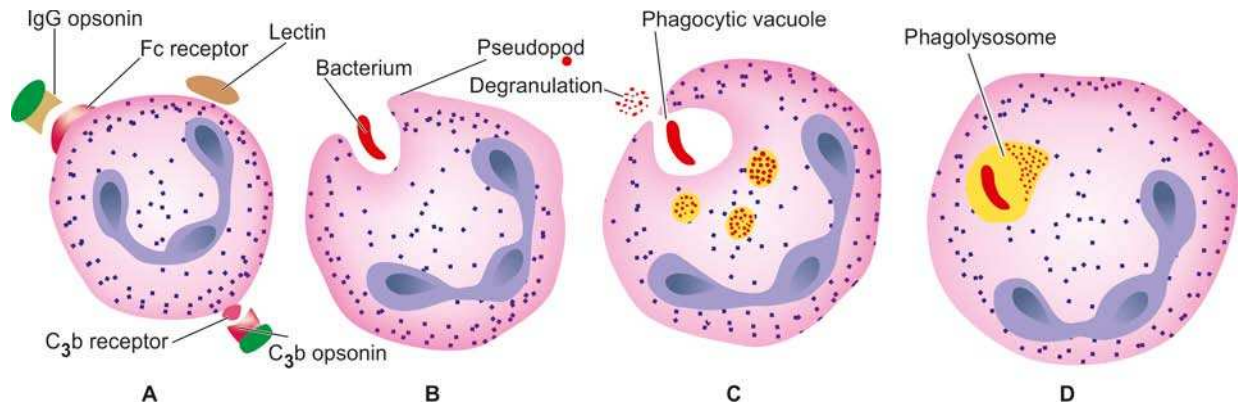 IgG opsonin
Fc receptor
Lectin
Bacterium
Pseudopod
Degranulation
Phagocytic vacuole
Phagolysosome
C3b receptor
C3b opsonin
A
B
C
D